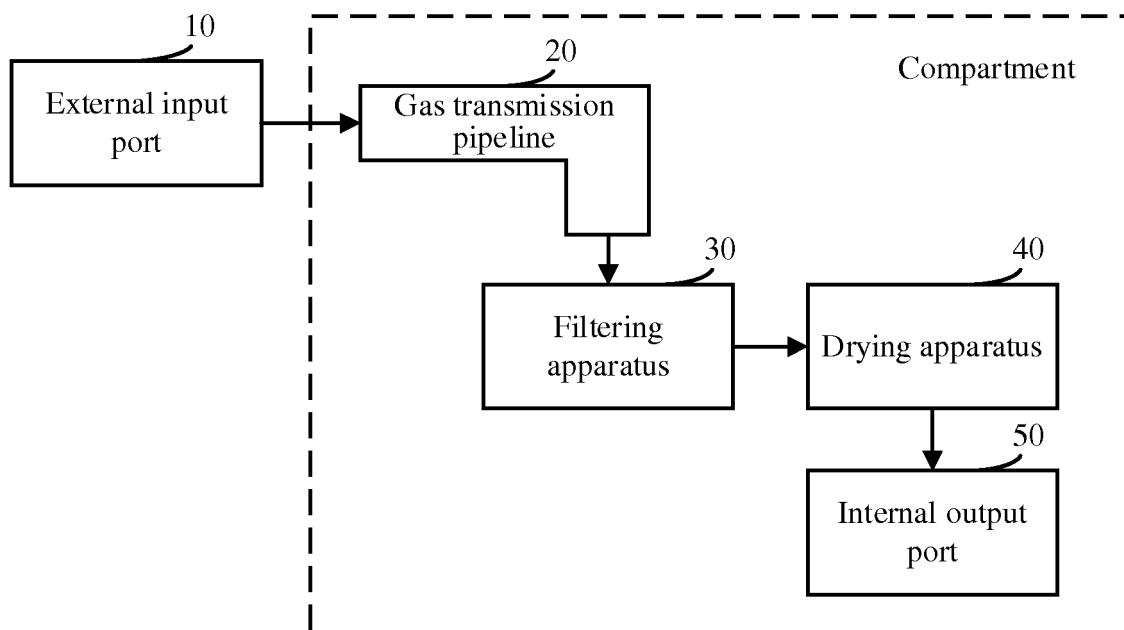 10
External input
port
20
Gas transmission
pipeline
Compartment
30
Filtering
apparatus
40
Drying apparatus
50
Internal output
port